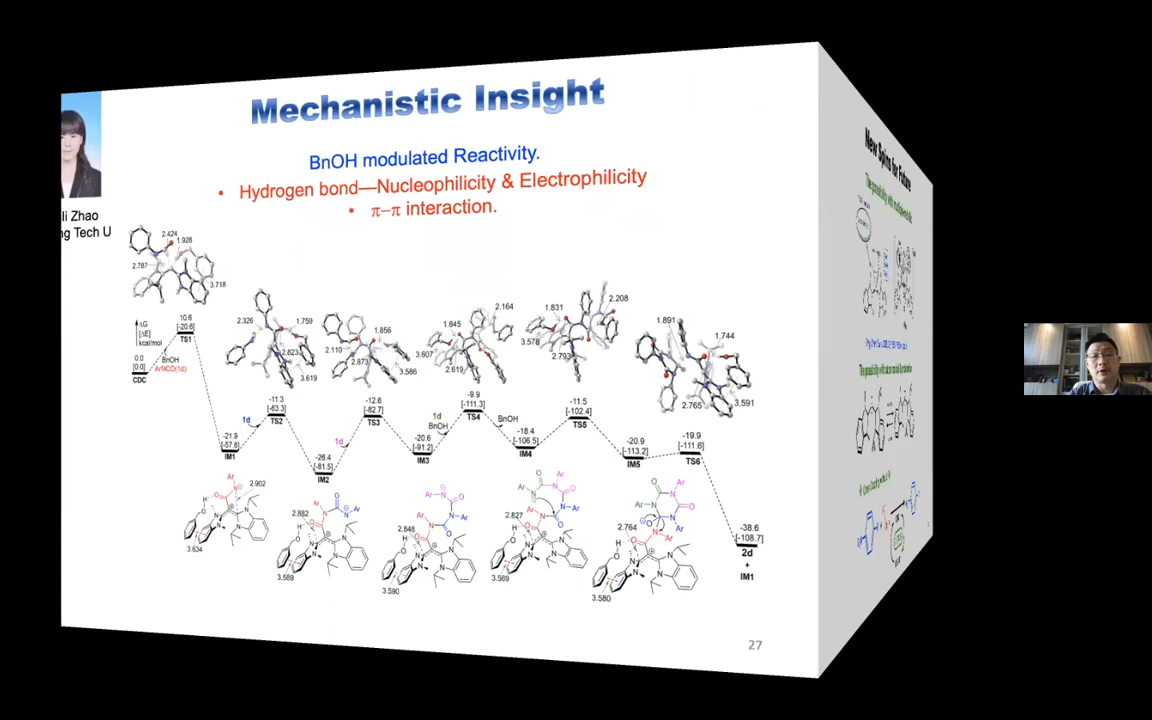 Mechanistic Insight
BnOH modulated Reactivity.
• Hydrogen bond—Nucleophilicity & Electrophilicity
• π–π interaction.
li Zhao
ng Tech U
2.424
1.928
2.787
3.718
ΔG
[ΔE]
kcal/mol
0.0
[0.0]
CDC
BnOH
ArNCO(1d)
10.6
[-20.6]
TS1
-21.9
[-57.8]
IM1
1d
2.326
1.759
2.823
3.619
-11.3
[-63.3]
TS2
-26.4
[-81.5]
IM2
1d
2.110
1.856
2.873
3.586
-12.6
[-82.7]
TS3
-20.6
[-91.2]
IM3
1d
BnOH
1.845
2.164
3.607
2.619
-9.9
[-111.3]
TS4
BnOH
-18.4
[-106.5]
IM4
1.831
2.208
3.578
2.793
-11.5
[-102.4]
TS5
-20.9
[-113.2]
IM5
1.891
1.744
2.765
3.591
-19.9
[-111.6]
TS6
-38.6
[-108.7]
2d
+
IM1
2.902
3.634
2.882
3.589
2.848
3.590
2.827
3.569
2.764
3.580
27
New Spins for Future